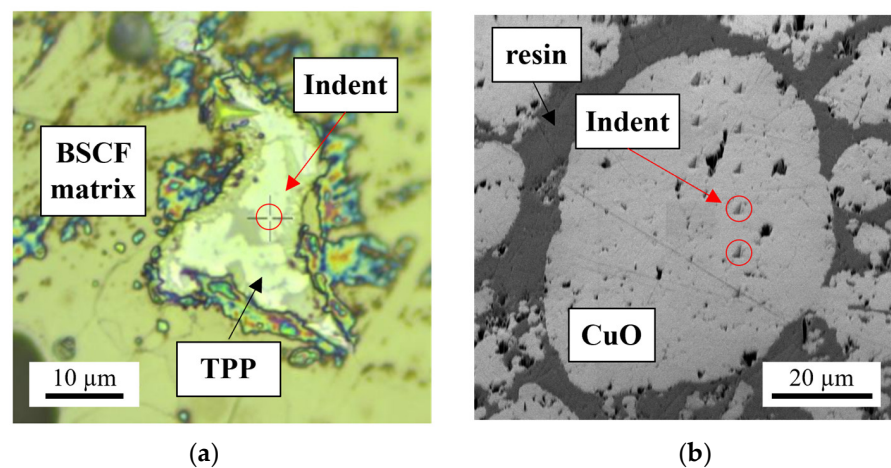 Indent
BSCF
matrix
TPP
10 µm
(a)
resin
Indent
CuO
20 µm
(b)